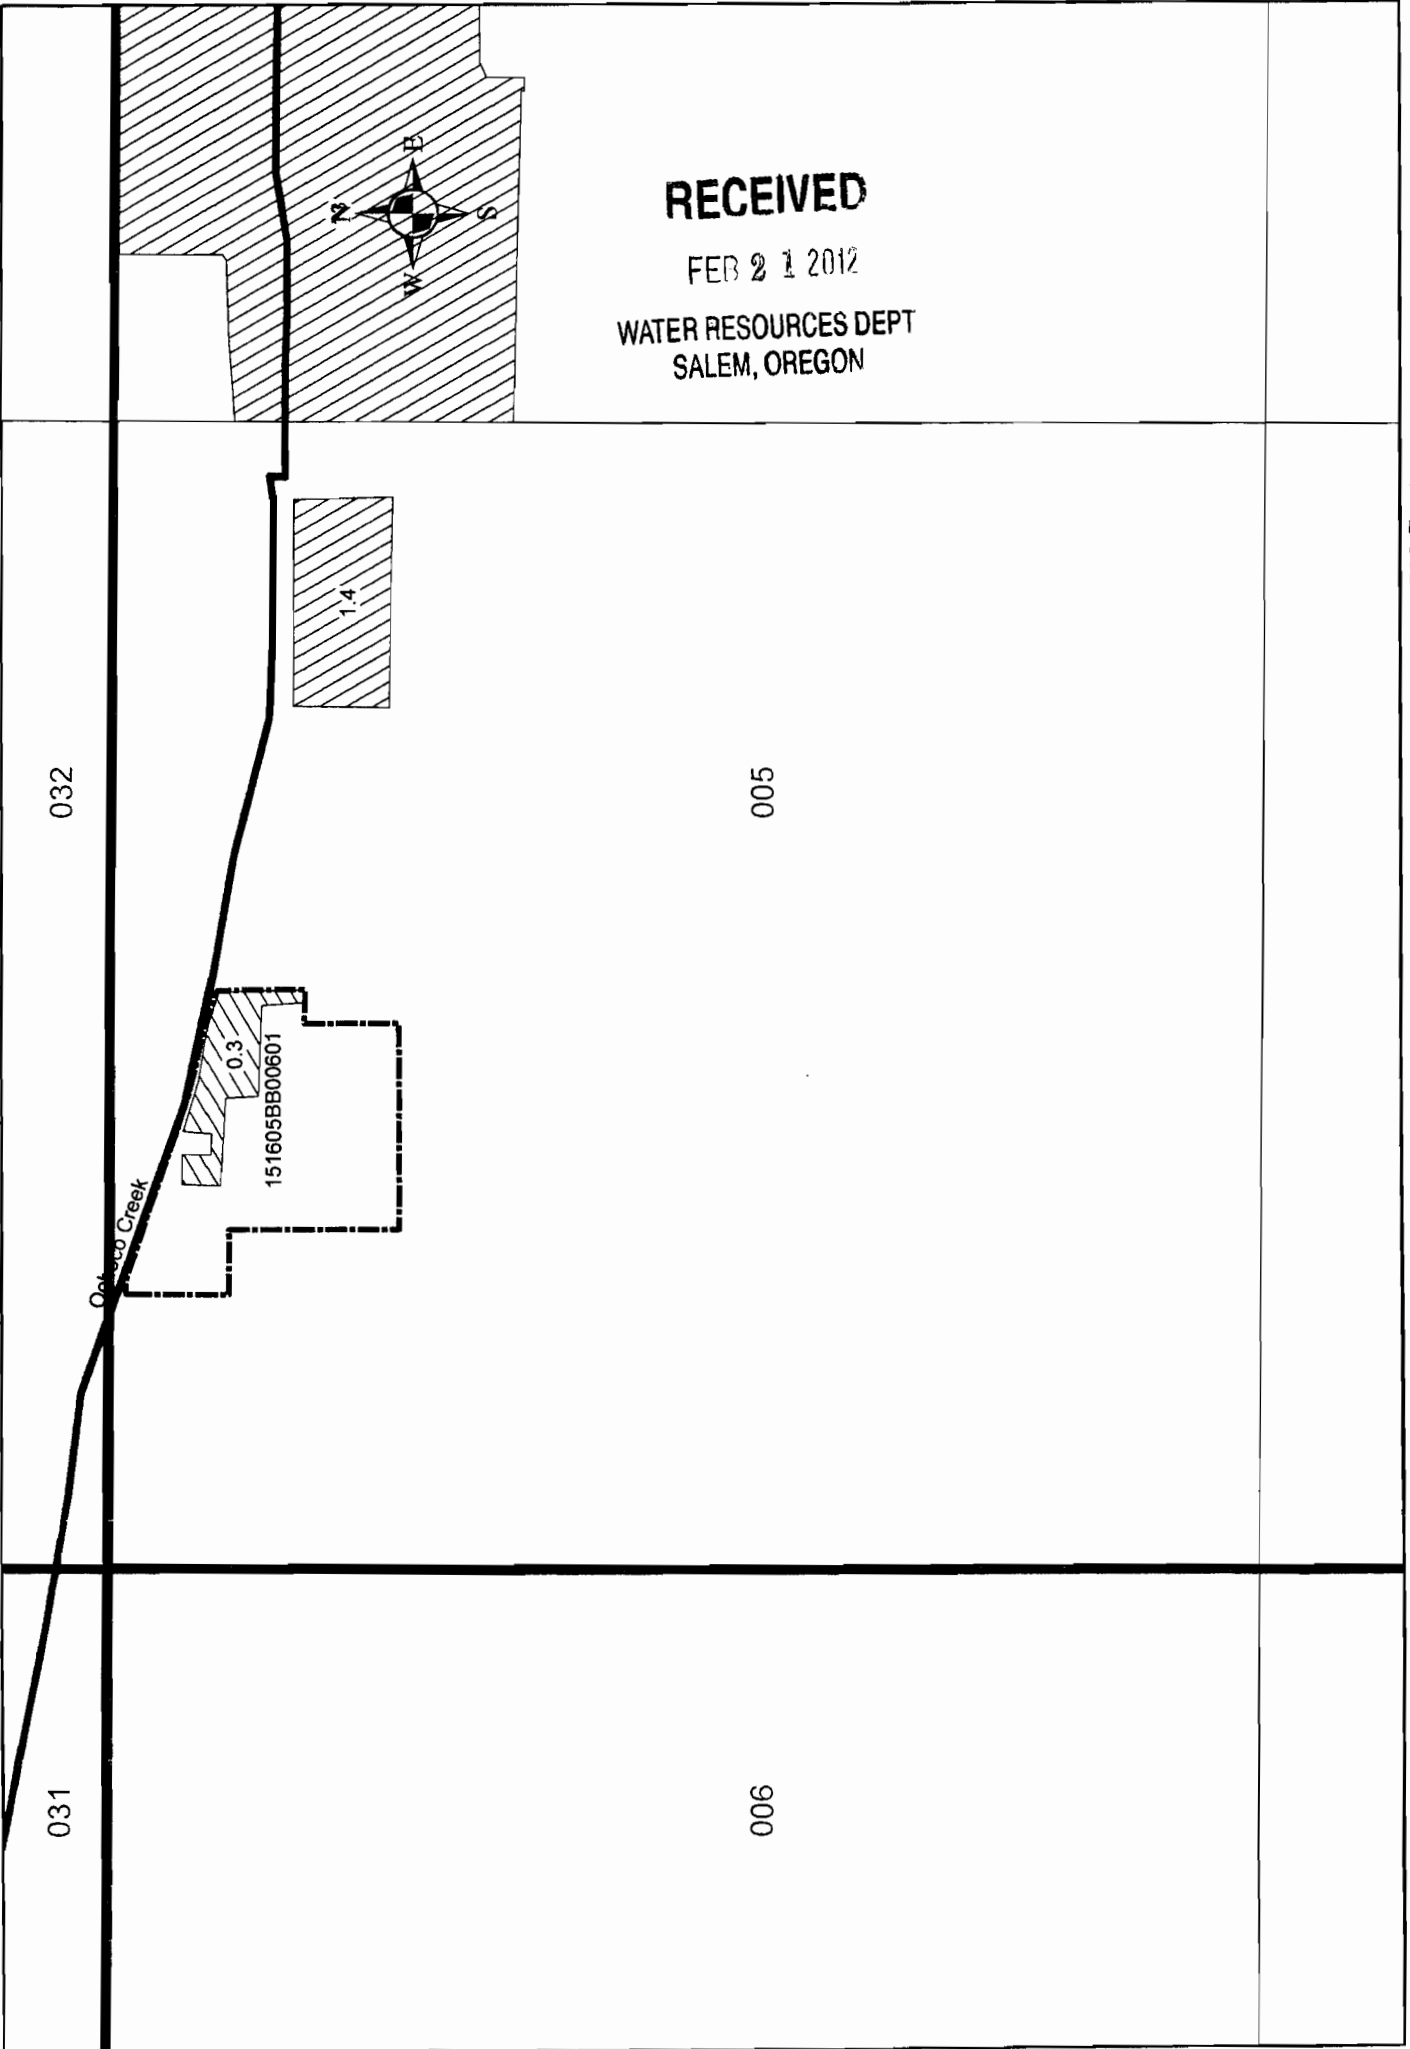 RECEIVED
FEB 2 1 2012
WATER RESOURCES DEPT
SALEM, OREGON
N
E
S
W
1.4
032
005
0.3
151605BB00601
Creek
031
006